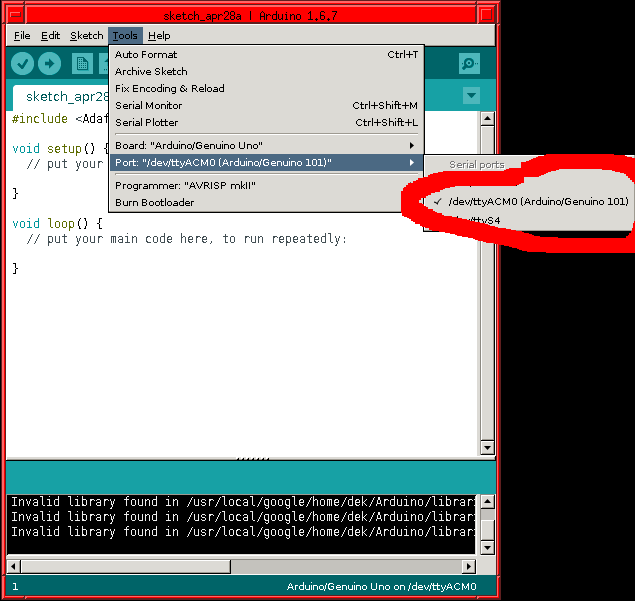 sketch_apr28a | Arduino 1.6.7
File Edit Sketch Tools Help
Auto Format Ctrl+T
Archive Sketch
Fix Encoding & Reload
Serial Monitor Ctrl+Shift+M
Serial Plotter Ctrl+Shift+L
Board: "Arduino/Genuino Uno"
Port: "/dev/ttyACM0 (Arduino/Genuino 101)"
Programmer: "AVRISP mkII"
Burn Bootloader
Serial ports
/dev/ttyACM0 (Arduino/Genuino 101)
sketch_apr28
#include <Adaf
void setup() {
// put your
}
void loop() {
// put your main code here, to run repeatedly:
}
Invalid library found in /usr/local/google/home/dek/Arduino/librari
Invalid library found in /usr/local/google/home/dek/Arduino/librari
Invalid library found in /usr/local/google/home/dek/Arduino/librari
1 Arduino/Genuino Uno on /dev/ttyACM0